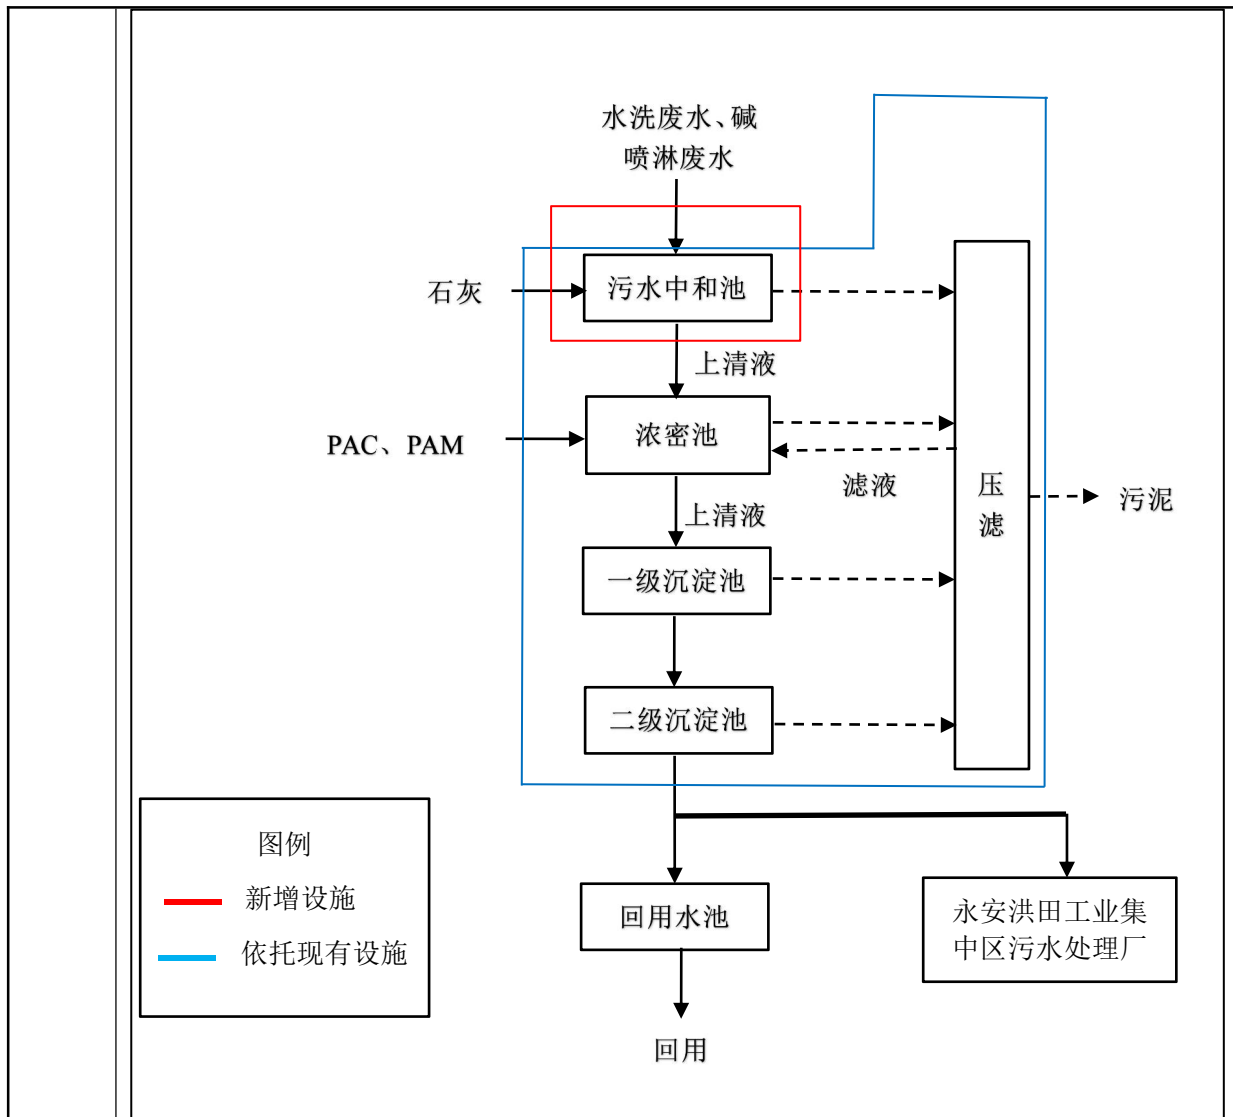 水洗废水、碱
喷淋废水
石灰
污水中和池
上清液
PAC、PAM
浓密池
滤液
压
滤
污泥
上清液
一级沉淀池
二级沉淀池
图例
新增设施
依托现有设施
回用水池
永安洪田工业集
中区污水处理厂
回用